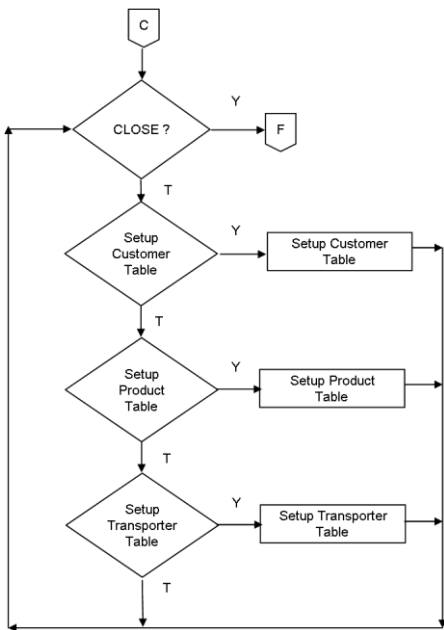 C
CLOSE ?
Y
F
T
Setup
Customer
Table
Y
Setup Customer
Table
T
Setup
Product
Table
Y
Setup Product
Table
T
Setup
Transporter
Table
Y
Setup Transporter
Table
T